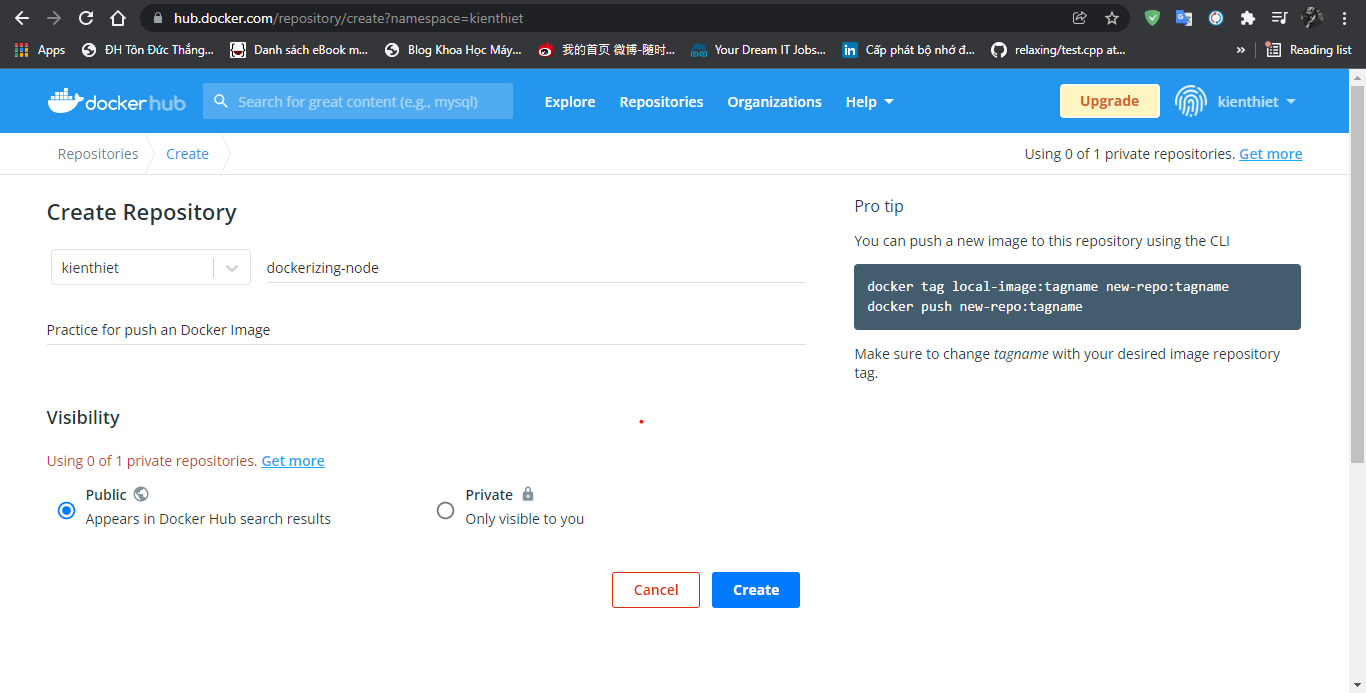 hub.docker.com/repository/create?namespace=kienthiet
Apps ĐH Tôn Đức Thắng... Danh sách eBook m... Blog Khoa Học Máy... 我的首页 微博-随时... Your Dream IT Jobs... Cấp phát bộ nhớ đ... relaxing/test.cpp at... » Reading list
docker hub Search for great content (e.g., mysql) Explore Repositories Organizations Help Upgrade kienthiet
Repositories Create Using 0 of 1 private repositories. Get more
Create Repository
kienthiet dockerizing-node
Practice for push an Docker Image
Visibility
Using 0 of 1 private repositories. Get more
Public
Appears in Docker Hub search results
Private
Only visible to you
Cancel Create
Pro tip
You can push a new image to this repository using the CLI
docker tag local-image:tagname new-repo:tagname
docker push new-repo:tagname
Make sure to change tagname with your desired image repository
tag.